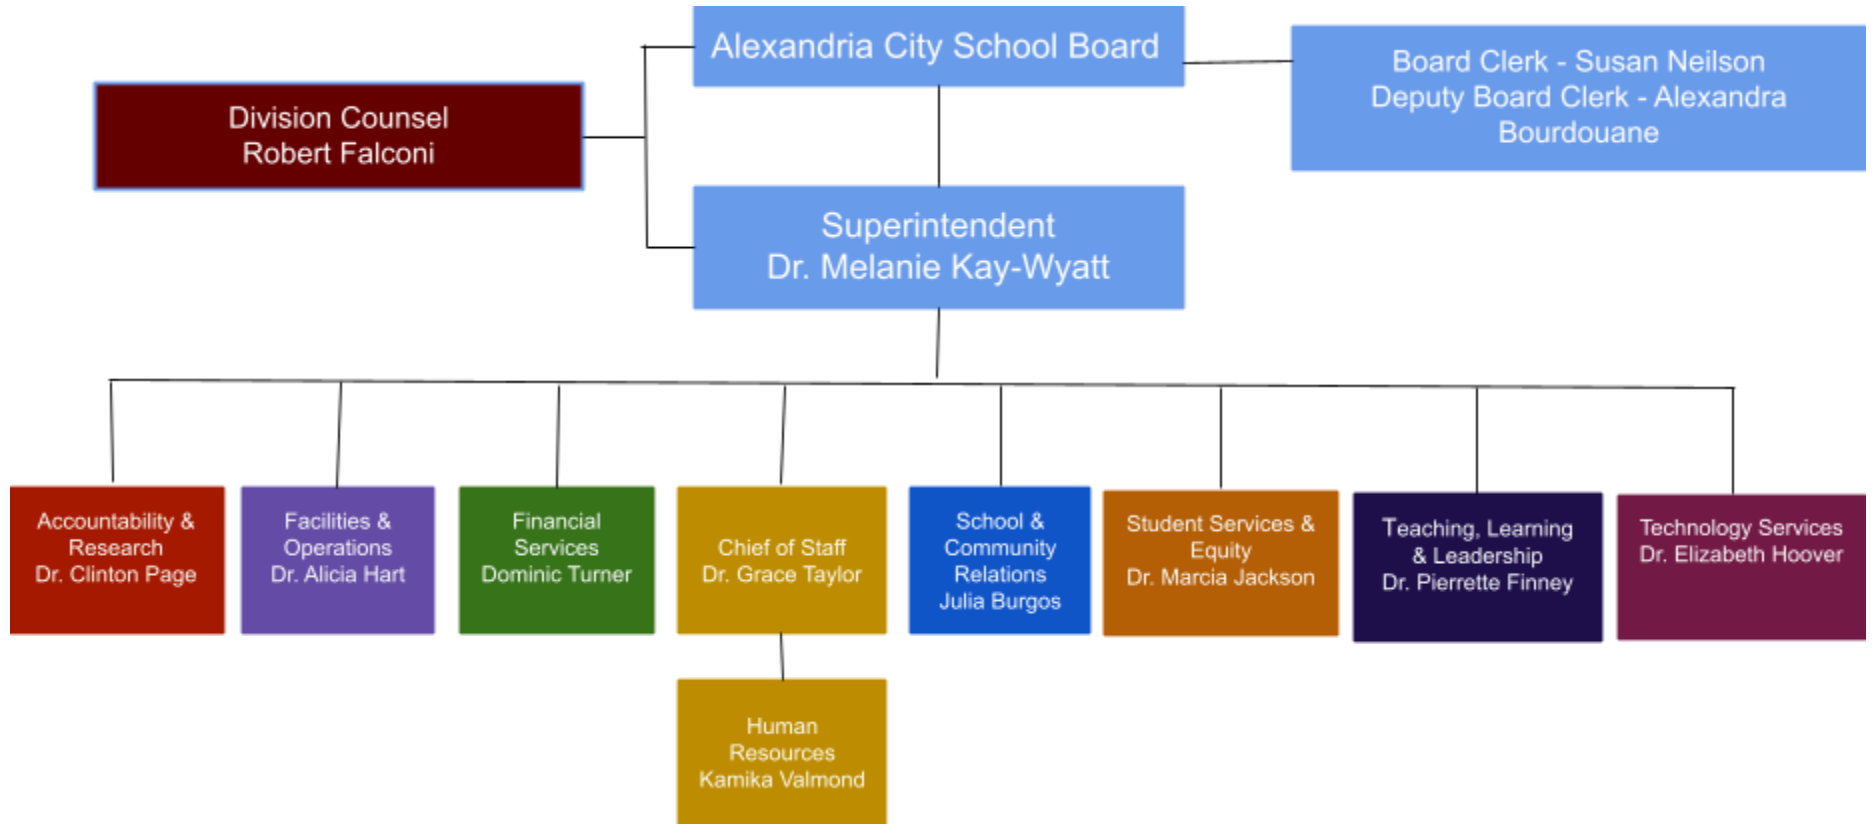 Alexandria City School Board
Board Clerk - Susan Neilson
Deputy Board Clerk - Alexandra
Bourdouane
Division Counsel
Robert Falconi
Superintendent
Dr. Melanie Kay-Wyatt
Accountability &
Research
Dr. Clinton Page
Facilities &
Operations
Dr. Alicia Hart
Financial
Services
Dominic Turner
Chief of Staff
Dr. Grace Taylor
School &
Community
Relations
Julia Burgos
Student Services &
Equity
Dr. Marcia Jackson
Teaching, Learning
& Leadership
Dr. Pierrette Finney
Technology Services
Dr. Elizabeth Hoover
Human
Resources
Kamika Valmond